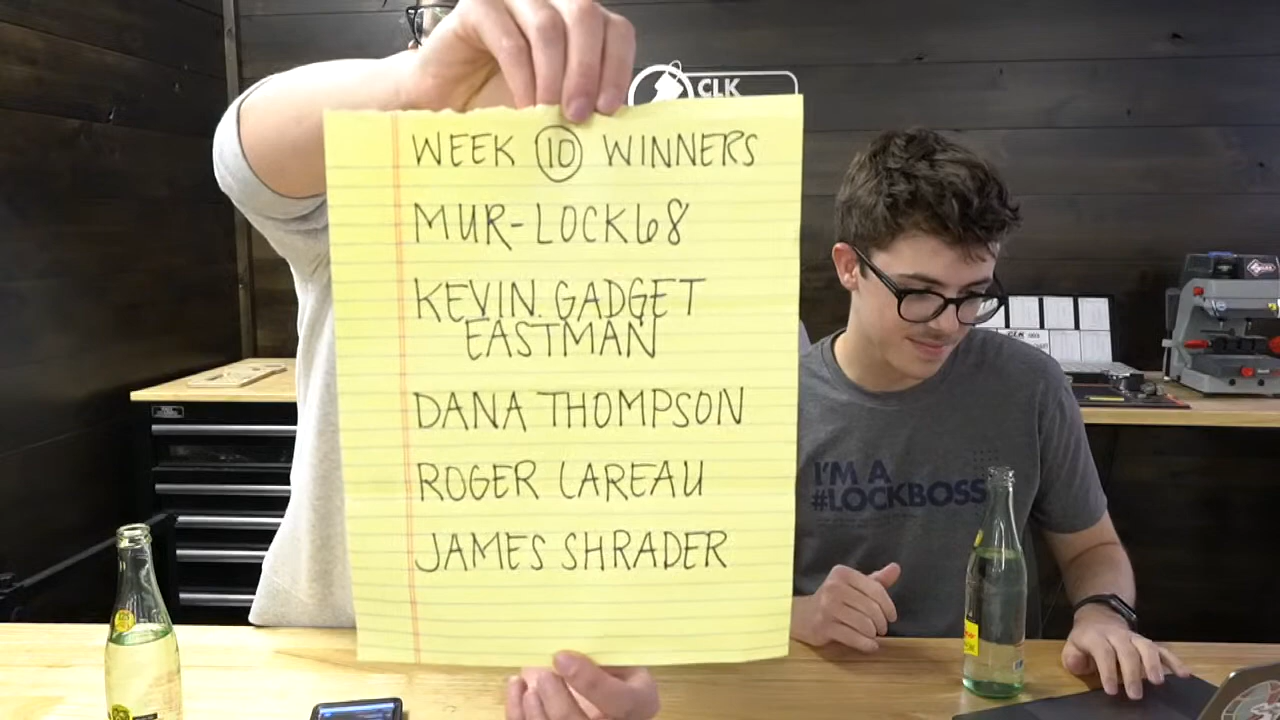 CLK
WEEK 10 WINNERS
MUR-LOCK68
KEVIN GADGET
EASTMAN
DANA THOMPSON
ROGER LAREAU
JAMES SHRADER
I'M A
#LOCKBOSS